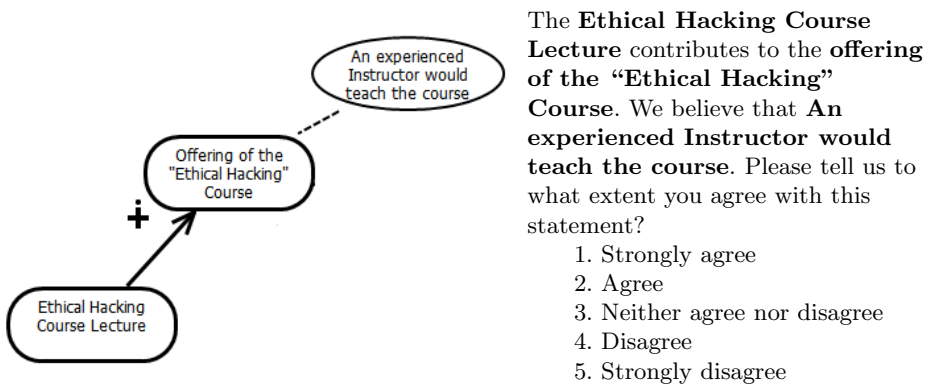 An experienced
Instructor would
teach the course
Offering of the
"Ethical Hacking"
Course
+
Ethical Hacking
Course Lecture
The Ethical Hacking Course
Lecture contributes to the offering
of the “Ethical Hacking”
Course. We believe that An
experienced Instructor would
teach the course. Please tell us to
what extent you agree with this
statement?
1. Strongly agree
2. Agree
3. Neither agree nor disagree
4. Disagree
5. Strongly disagree